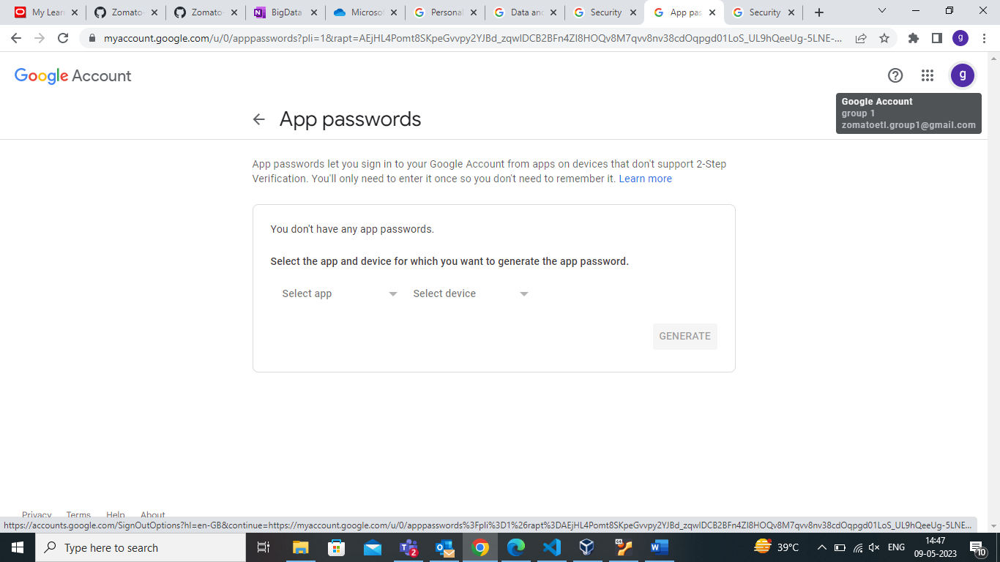 My Learn
Zomato-
Zomato-
BigData
Microsof
Personal
Data and
Security
App pas
Security
myaccount.google.com/u/0/apppasswords?pli=1&rapt=AEjHL4Pomt8SKpeGvvpy2YJBd_zqwIDCB2BFn4ZI8HOQv8M7qvv8nv38cdOqpgd01LoS_UL9hQeeUg-5LNE-...
g
Google Account
g
Google Account
group 1
zomatoetl.group1@gmail.com
App passwords
App passwords let you sign in to your Google Account from apps on devices that don't support 2-Step
Verification. You'll only need to enter it once so you don't need to remember it. Learn more
You don't have any app passwords.
Select the app and device for which you want to generate the app password.
Select app
Select device
GENERATE
Privacy Terms Help About
https://accounts.google.com/SignOutOptions?hl=en-GB&continue=https://myaccount.google.com/u/0/apppasswords%3Fpli%3D1%26rapt%3DAEjHL4Pomt8SKpeGvvpy2YJBd_zqwIDCB2BFn4ZI8HOQv8M7qvv8nv38cdOqpgd01LoS_UL9hQeeUg-5LNE...
Type here to search
2
39°C
ENG
14:47
09-05-2023
10